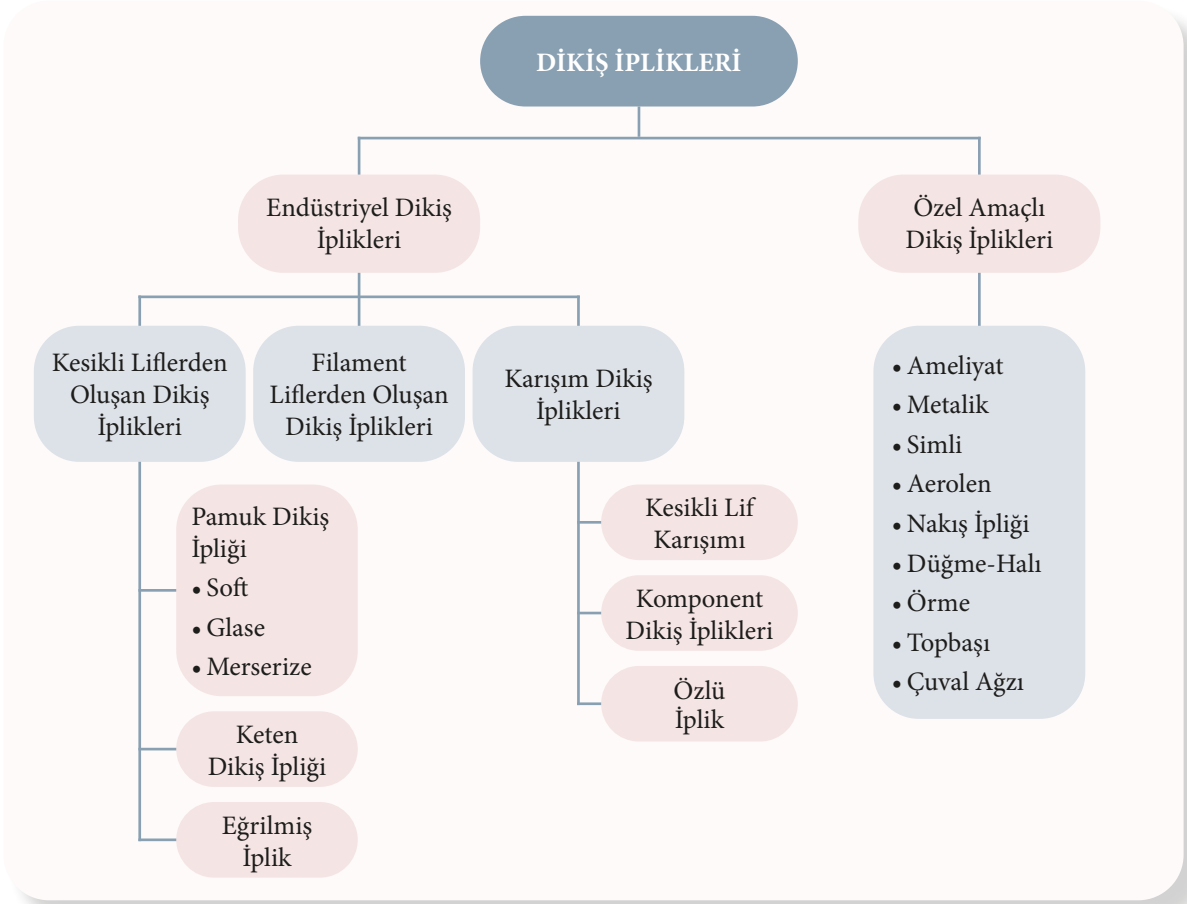 DİKİŞ İPLİKLERİ
Endüstriyel Dikiş
İplikleri
Özel Amaçlı
Dikiş İplikleri
Kesikli Liflerden
Oluşan Dikiş
İplikleri
Filament
Liflerden Oluşan
Dikiş İplikleri
Karışım Dikiş
İplikleri
Pamuk Dikiş
İpliği
• Soft
• Glase
• Merserize
Keten
Dikiş İpliği
Eğrilmiş
İplik
Kesikli Lif
Karışımı
Komponent
Dikiş İplikleri
Özlü
İplik
• Ameliyat
• Metalik
• Simli
• Aerolen
• Nakış İpliği
• Düğme-Halı
• Örme
• Topbaşı
• Çuval Ağzı